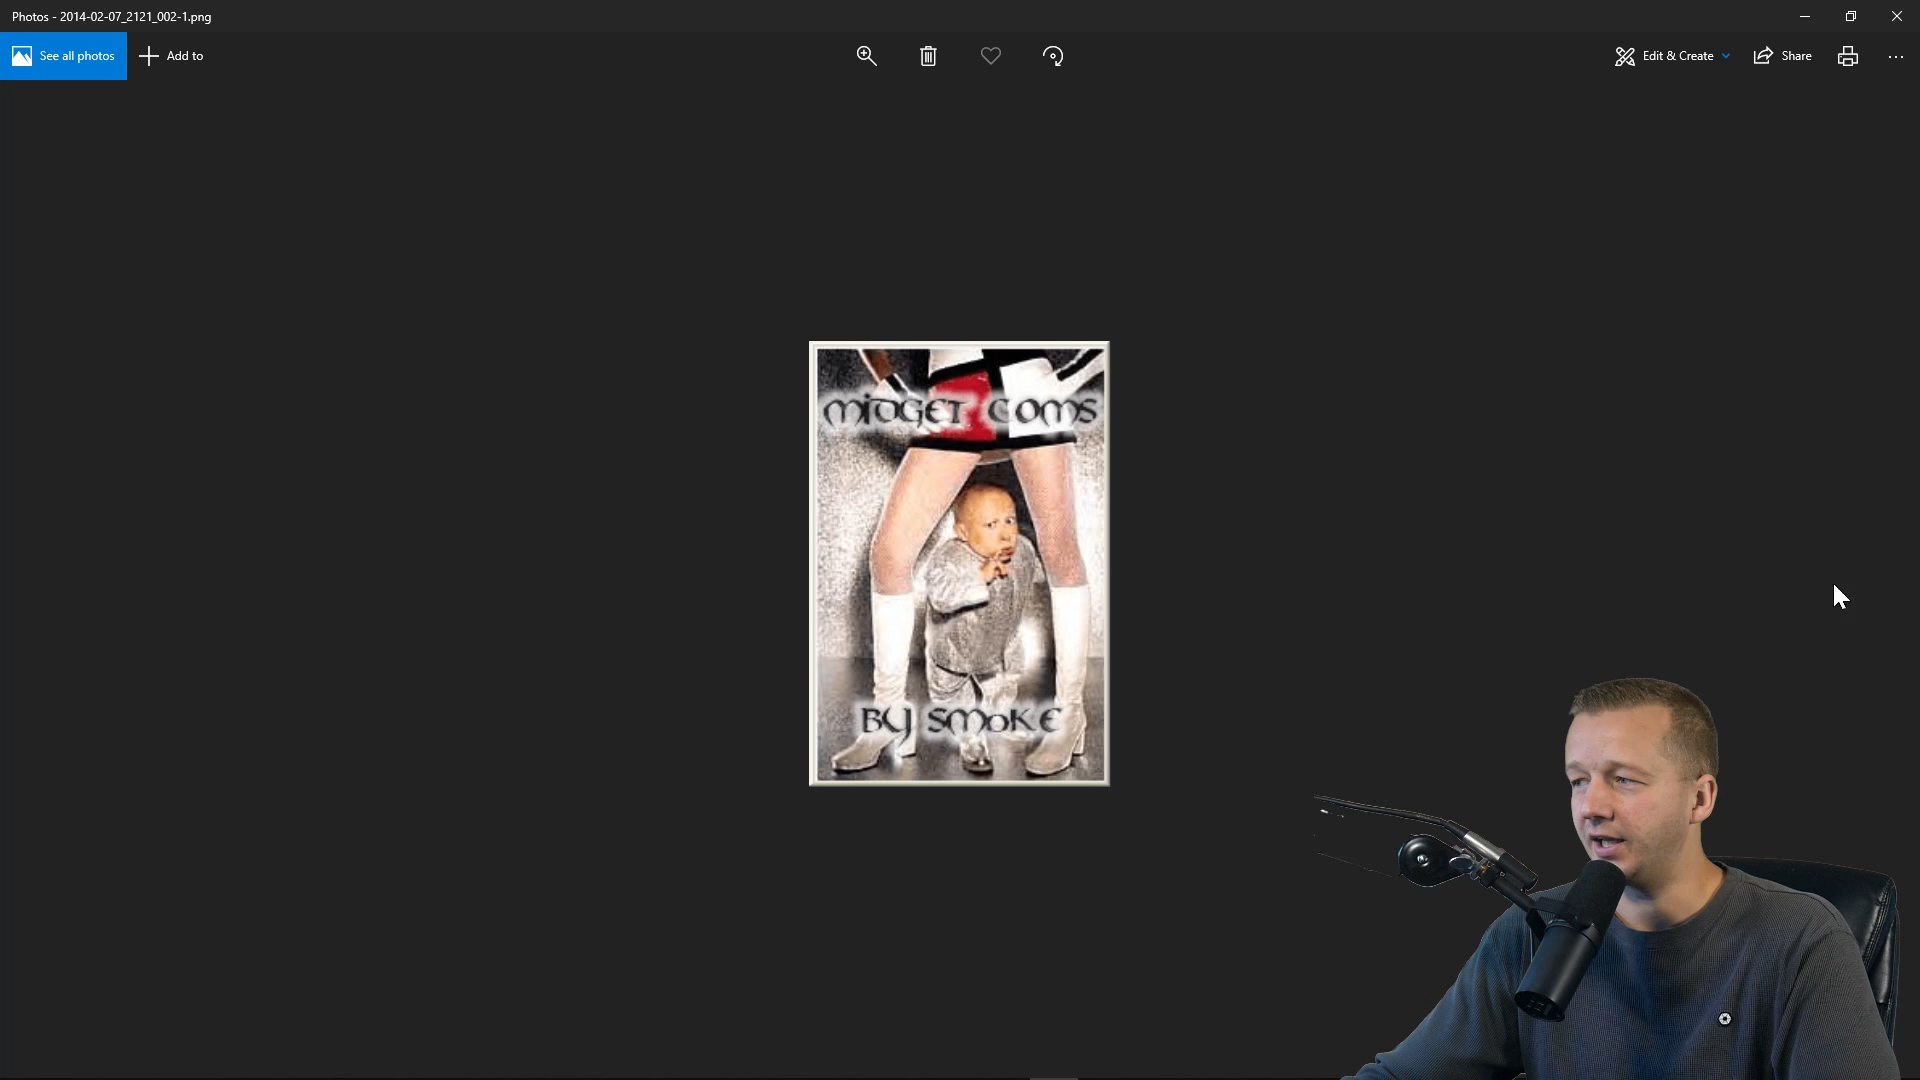 Photos - 2014-02-07_2121_002-1.png
See all photos
Add to
Edit & Create
Share
MIDGET COMS
BY SMOKE